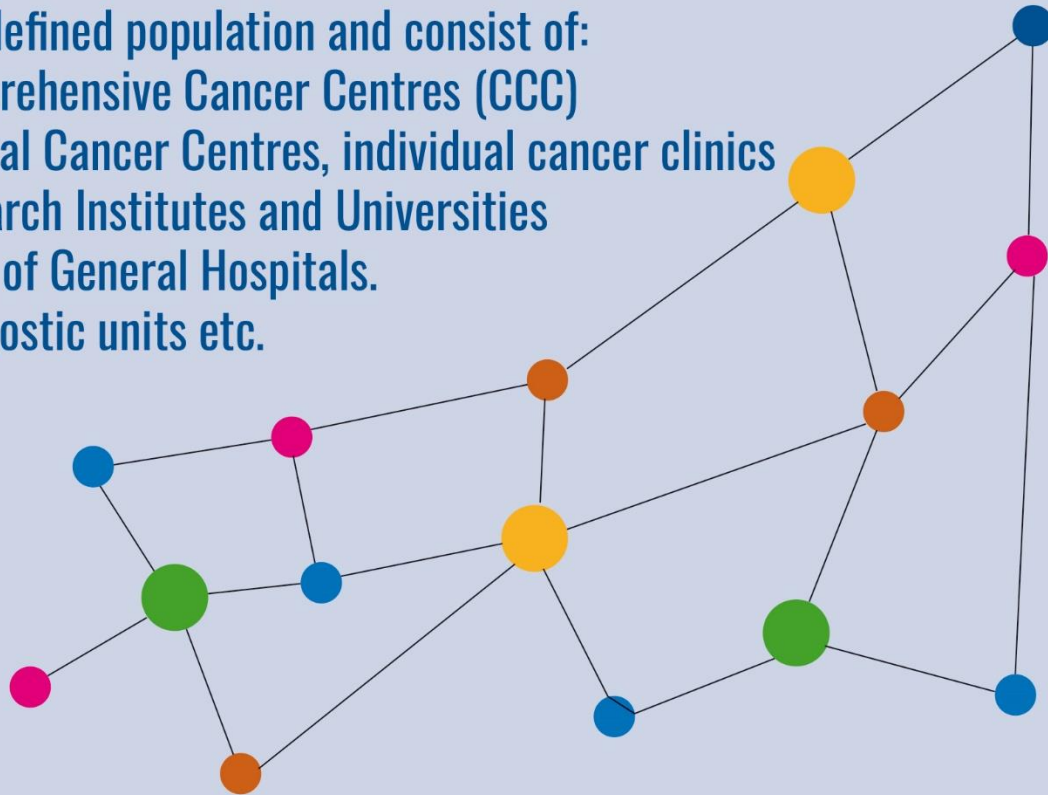 defined population and consist of:
rehensive Cancer Centres (CCC)
al Cancer Centres, individual cancer clinics
arch Institutes and Universities
of General Hospitals.
ostic units etc.